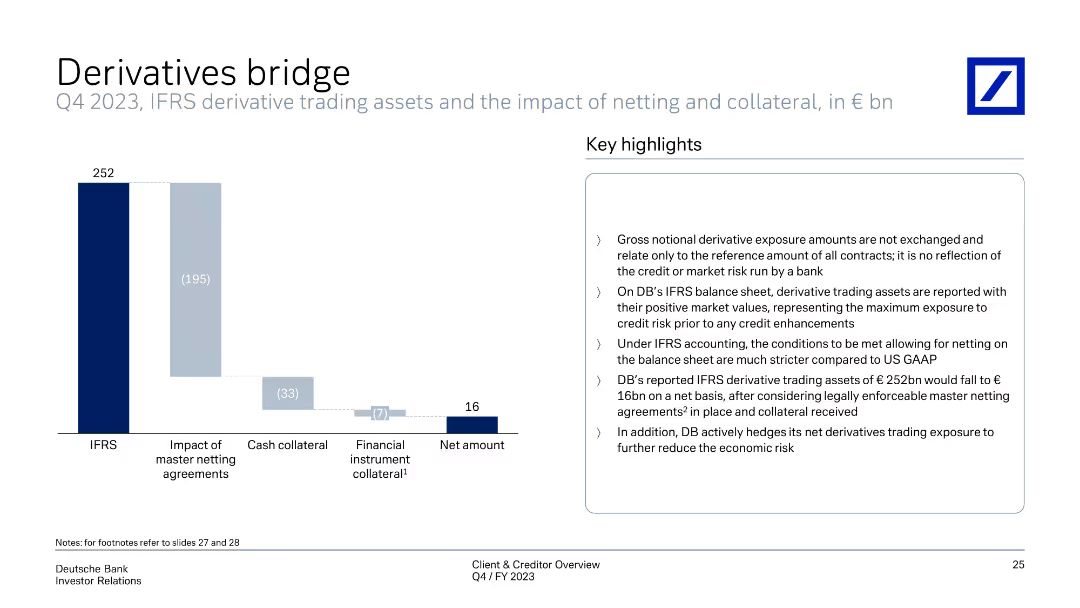 Derivatives bridge
Q4 2023, IFRS derivative trading assets and the impact of netting and collateral, in € bn
252
(195)
(33)
(7)
16
IFRS
Impact of
master netting
agreements
Cash collateral
Financial
instrument
collateral¹
Net amount
Key highlights
⟩ Gross notional derivative exposure amounts are not exchanged and
relate only to the reference amount of all contracts; it is no reflection of
the credit or market risk run by a bank
⟩ On DB's IFRS balance sheet, derivative trading assets are reported with
their positive market values, representing the maximum exposure to
credit risk prior to any credit enhancements
⟩ Under IFRS accounting, the conditions to be met allowing for netting on
the balance sheet are much stricter compared to US GAAP
⟩ DB's reported IFRS derivative trading assets of € 252bn would fall to €
16bn on a net basis, after considering legally enforceable master netting
agreements² in place and collateral received
⟩ In addition, DB actively hedges its net derivatives trading exposure to
further reduce the economic risk
Notes: for footnotes refer to slides 27 and 28
Deutsche Bank
Investor Relations
Client & Creditor Overview
Q4 / FY 2023
25